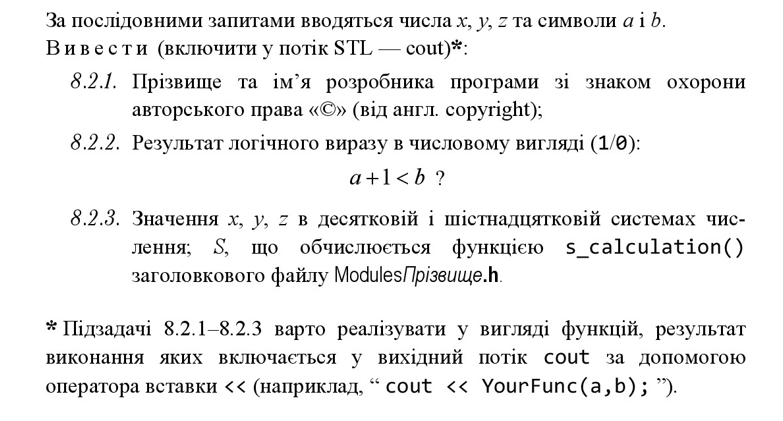 За послідовними запитами вводяться числа x, y, z та символи a і b.
Вивести (включити у потік STL — cout)*:
8.2.1. Прізвище та ім’я розробника програми зі знаком охорони
авторського права «©» (від англ. copyright);
8.2.2. Результат логічного виразу в числовому вигляді (1/0):
a + 1 < b ?
8.2.3. Значення x, y, z в десятковій і шістнадцятковій системах чис-
лення; S, що обчислюється функцією s_calculation()
заголовкового файлу ModulesПрізвище.h.
* Підзадачі 8.2.1–8.2.3 варто реалізувати у вигляді функцій, результат
виконання яких включається у вихідний потік cout за допомогою
оператора вставки << (наприклад, “ cout << YourFunc(a,b); ”).